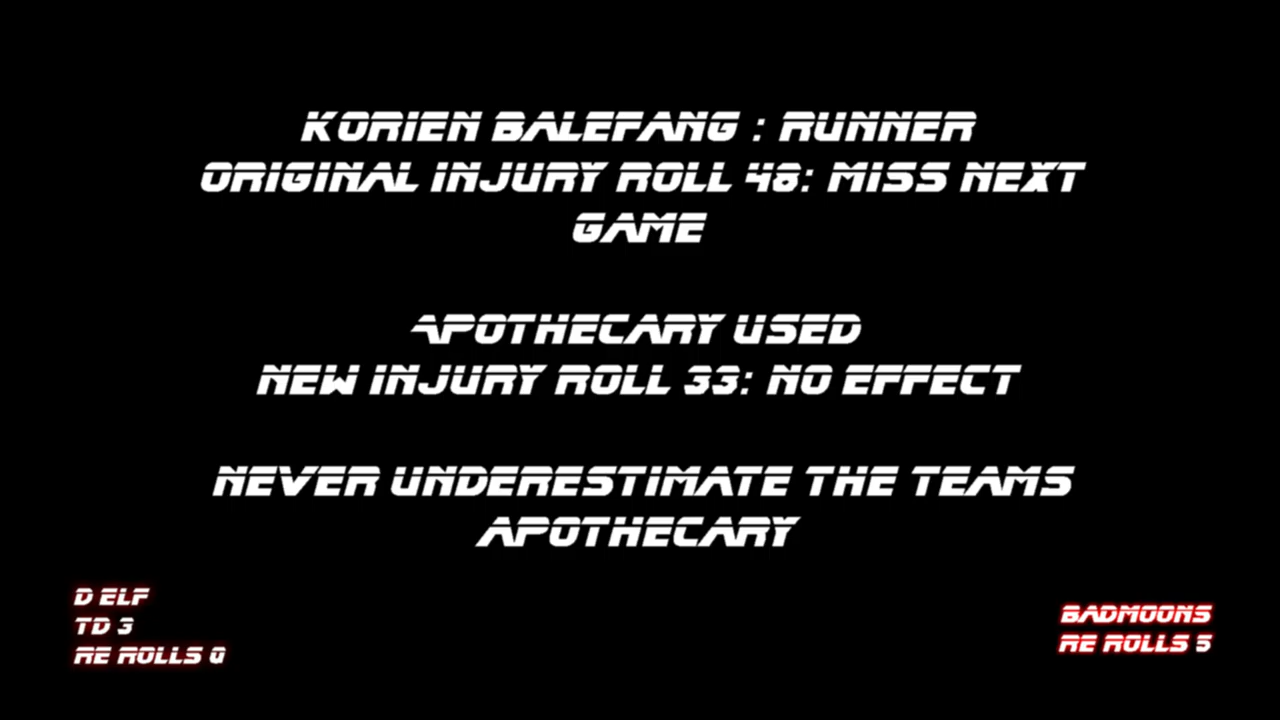 KORIEN BALEFANG : RUNNER
ORIGINAL INJURY ROLL 48: MISS NEXT
GAME
APOTHECARY USED
NEW INJURY ROLL 33: NO EFFECT
NEVER UNDERESTIMATE THE TEAMS
APOTHECARY
D ELF
TD 3
RE ROLLS 0
BADMOONS
RE ROLLS 5